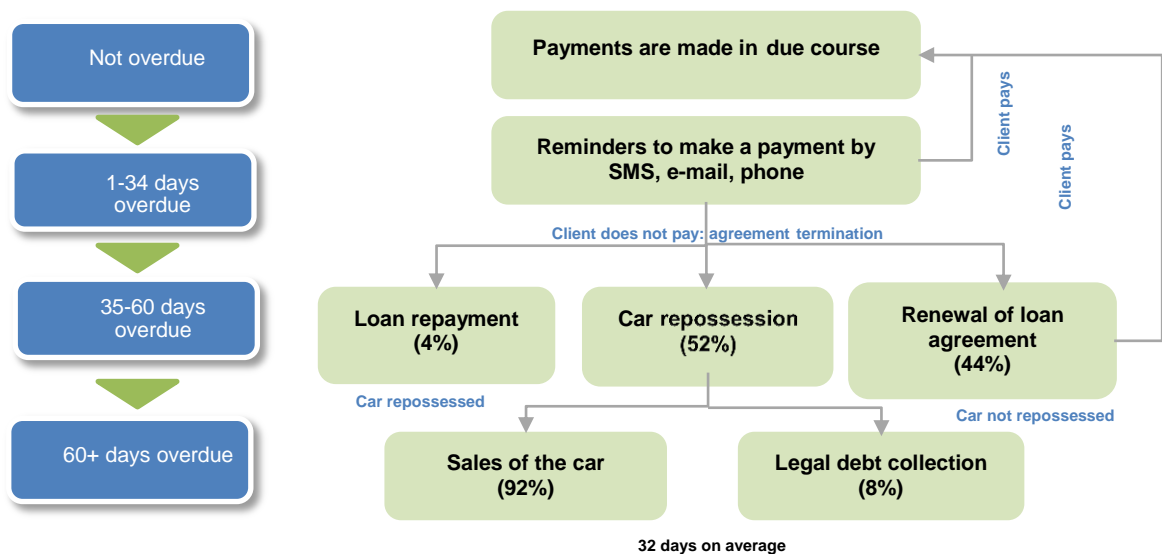 Not overdue
Payments are made in due course
Client pays
Client pays
1-34 days
overdue
Reminders to make a payment by
SMS, e-mail, phone
Client does not pay: agreement termination
35-60 days
overdue
Loan repayment
(4%)
Car repossession
(52%)
Renewal of loan
agreement
(44%)
Car repossessed
Car not repossessed
60+ days overdue
Sales of the car
(92%)
Legal debt collection
(8%)
32 days on average